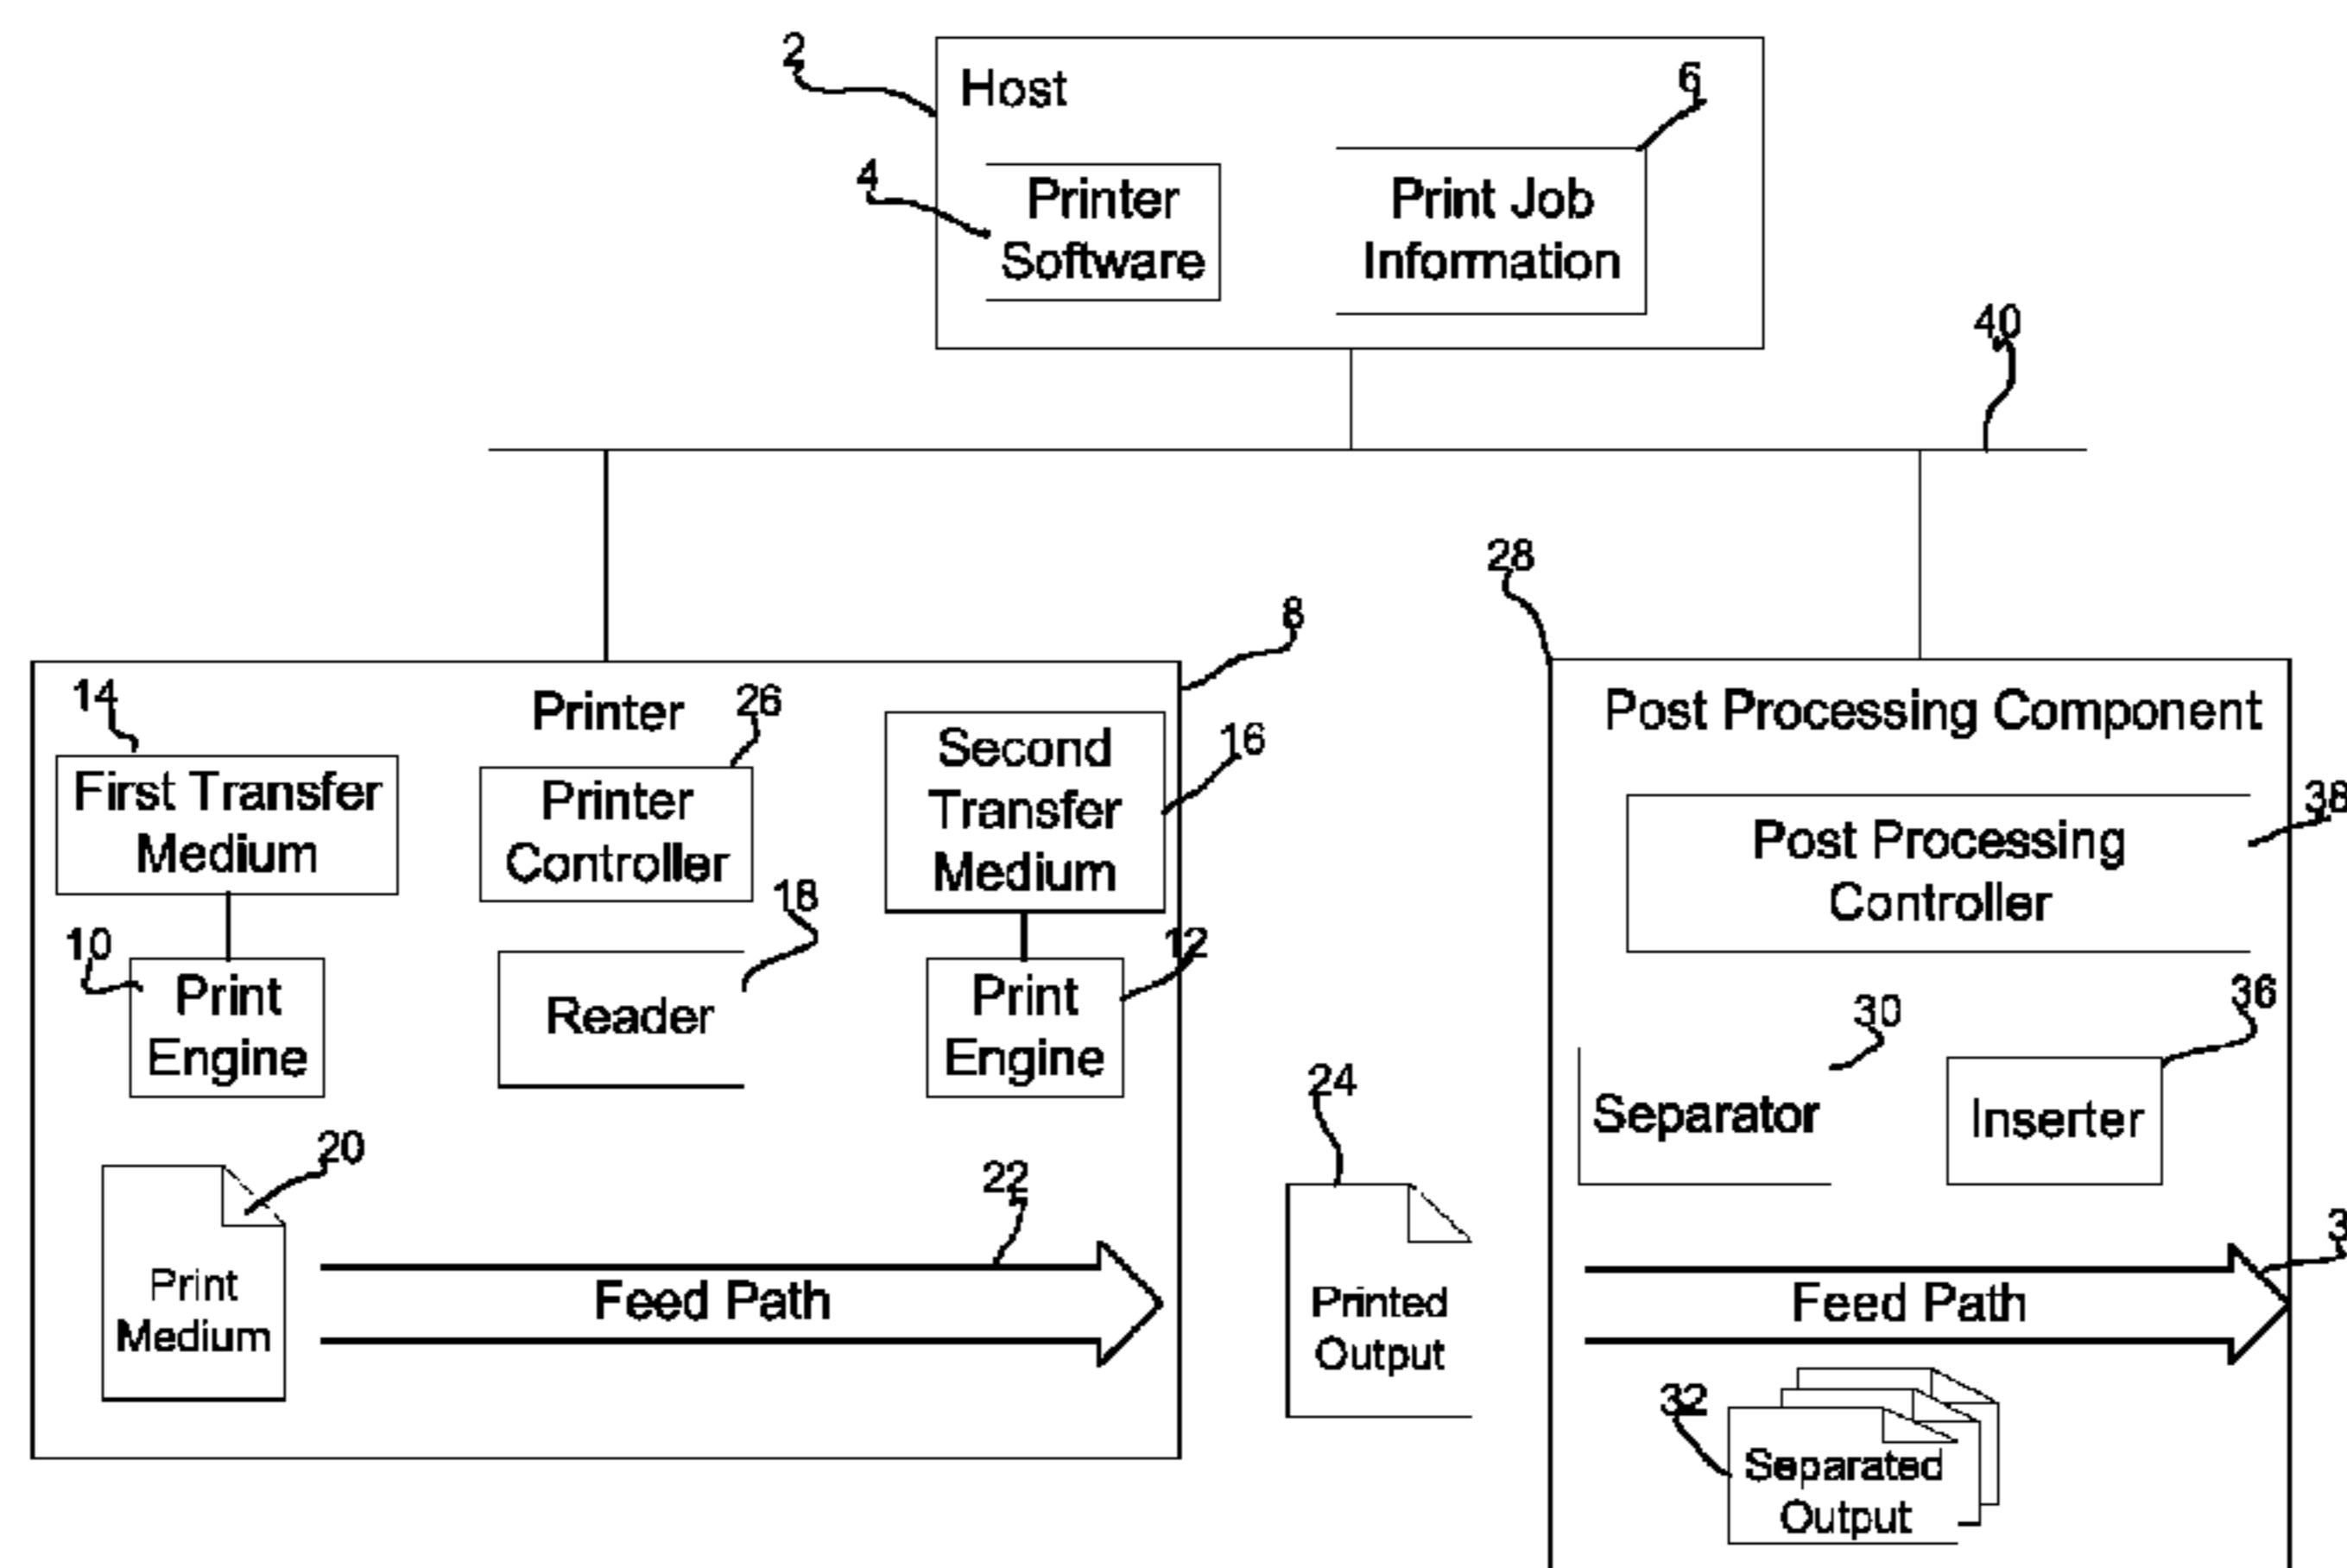 2
Host
6
4
Printer
Software
Print Job
Information
40
28
8
14
Printer
26
First Transfer
Medium
Printer
Controller
Second
Transfer
Medium
16
18
10
Print
Engine
Reader
12
Print
Engine
20
Print
Medium
22
Feed Path
24
Printed
Output
Post Processing Component
38
Post Processing
Controller
30
Separator
36
Inserter
3
Feed Path
32
Separated
Output